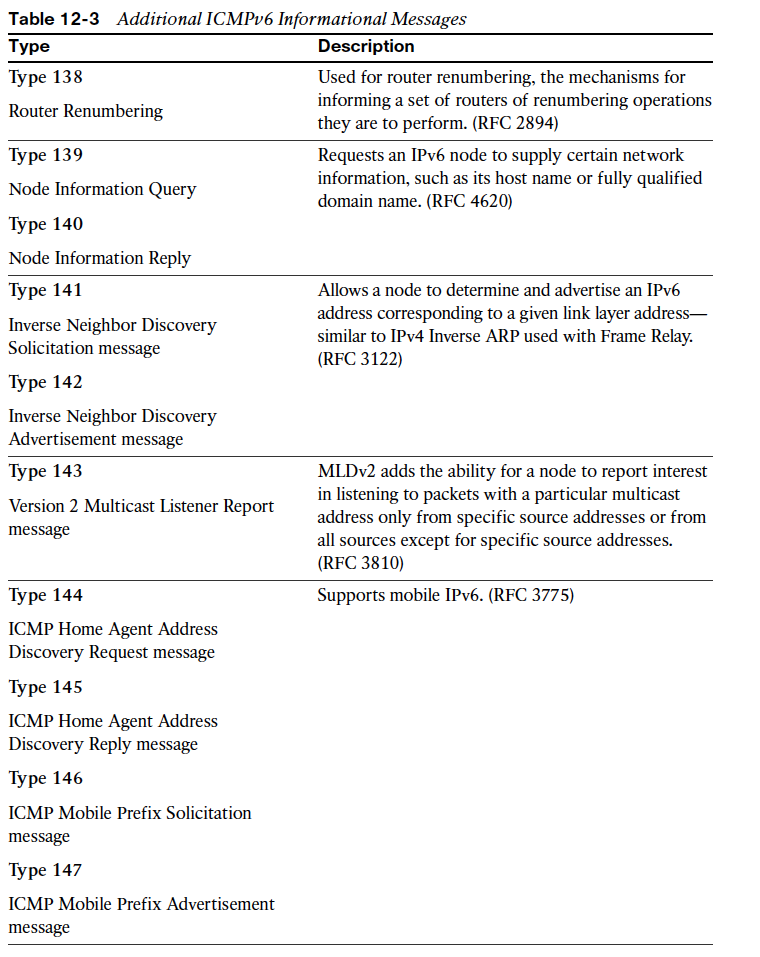 Table 12-3 Additional ICMPv6 Informational Messages
Type Description
Type 138
Router Renumbering
Used for router renumbering, the mechanisms for
informing a set of routers of renumbering operations
they are to perform. (RFC 2894)
Type 139
Node Information Query
Type 140
Node Information Reply
Requests an IPv6 node to supply certain network
information, such as its host name or fully qualified
domain name. (RFC 4620)
Type 141
Inverse Neighbor Discovery
Solicitation message
Type 142
Inverse Neighbor Discovery
Advertisement message
Allows a node to determine and advertise an IPv6
address corresponding to a given link layer address—
similar to IPv4 Inverse ARP used with Frame Relay.
(RFC 3122)
Type 143
Version 2 Multicast Listener Report
message
MLDv2 adds the ability for a node to report interest
in listening to packets with a particular multicast
address only from specific source addresses or from
all sources except for specific source addresses.
(RFC 3810)
Type 144
ICMP Home Agent Address
Discovery Request message
Type 145
ICMP Home Agent Address
Discovery Reply message
Type 146
ICMP Mobile Prefix Solicitation
message
Type 147
ICMP Mobile Prefix Advertisement
message
Supports mobile IPv6. (RFC 3775)